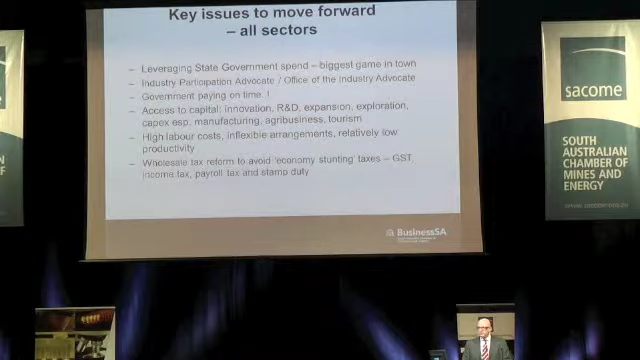 Key issues to move forward
– all sectors
– Leveraging State Government spend – biggest game in town
– Industry Participation Advocate / Office of the Industry Advocate
– Government paying on time !
– Access to capital: innovation, R&D, expansion, exploration,
capex esp. manufacturing, agribusiness, tourism
– High labour costs, inflexible arrangements, relatively low
productivity
– Wholesale tax reform to avoid 'economy stunting' taxes – GST,
income tax, payroll tax and stamp duty
BusinessSA
sacome
SOUTH
AUSTRALIAN
CHAMBER OF
MINES AND
ENERGY